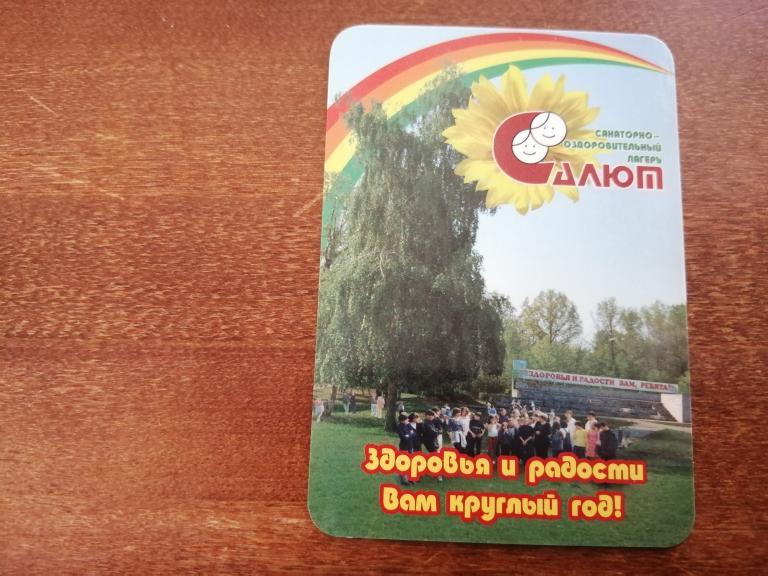 САНАТОРНО-
ОЗДОРОВИТЕЛЬНЫЙ
ЛАГЕРЬ
САЛЮТ
ЗДОРОВЬЯ И РАДОСТИ ВАМ, РЕБЯТА
Здоровья и радости
Вам круглый год!